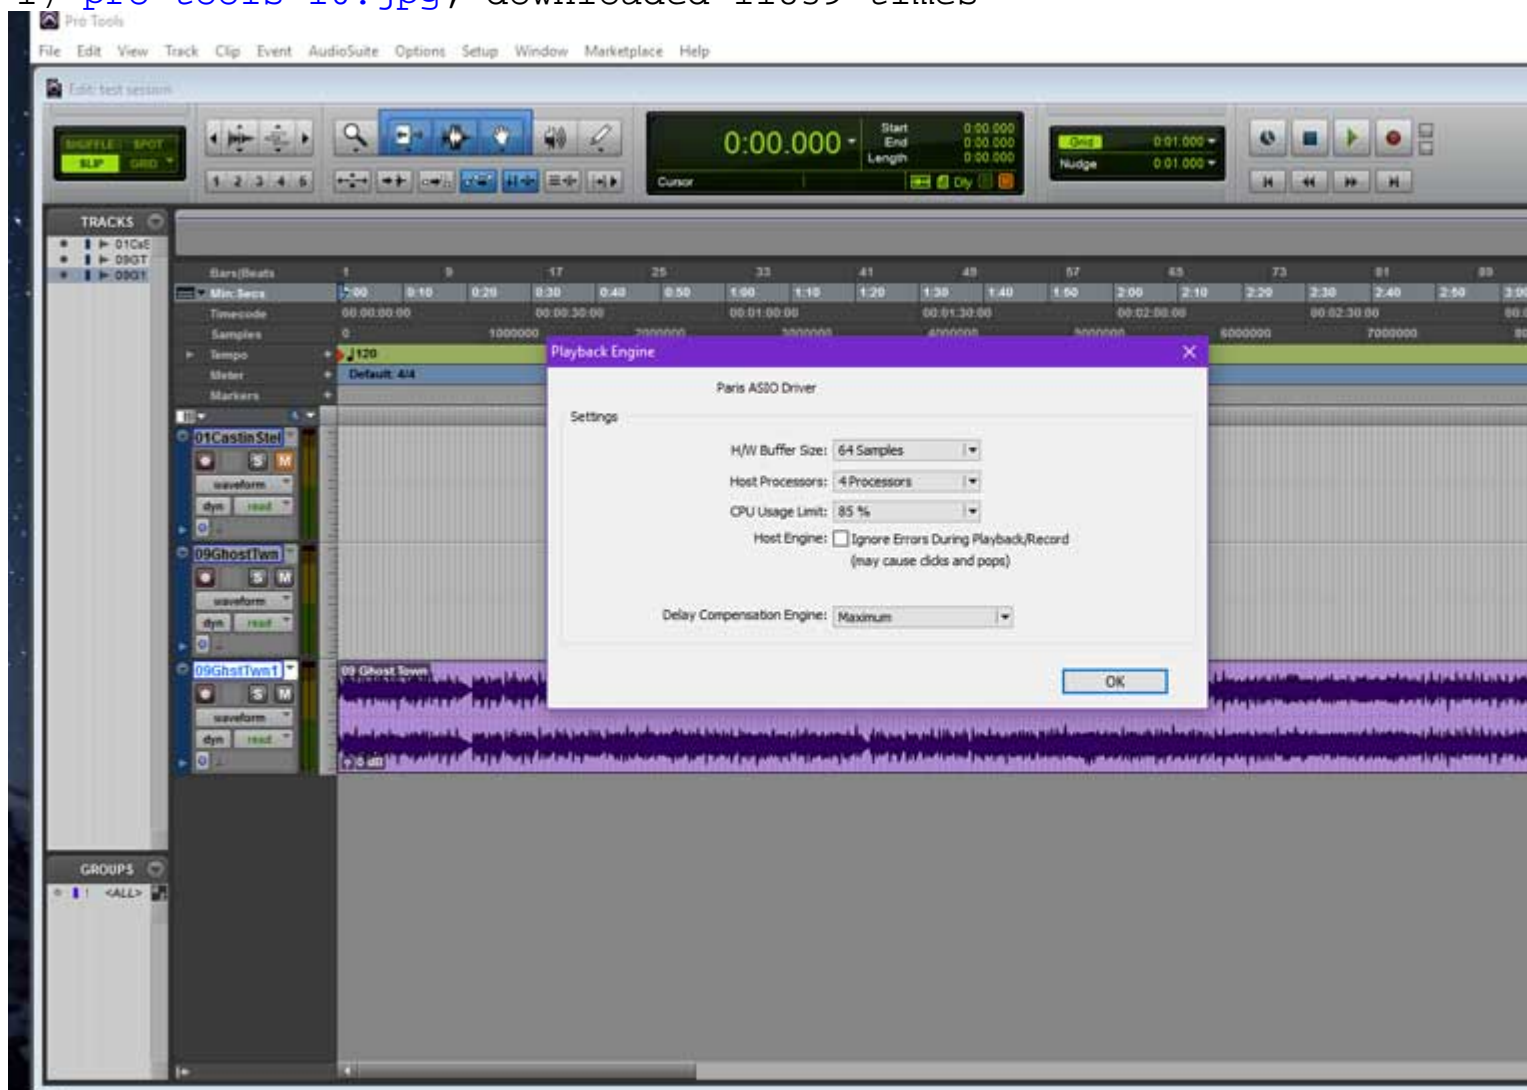 Pro Tools
File Edit View Track Clip Event AudioSuite Options Setup Window Marketplace Help
Edit: test session
SHUFFLE SPOT
SLIP GRID
1 2 3 4 5
0:00.000
Start 0:00.000
End 0:00.000
Length 0:00.000
Cursor
Dly
Grid 0:01.000
Nudge 0:01.000
TRACKS
01CaS
09GT
09G1
Bars|Beats 1 9 17 25 33 41 49 57 65 73 81 89
Min:Secs 0:00 0:10 0:20 0:30 0:40 0:50 1:00 1:10 1:20 1:30 1:40 1:50 2:00 2:10 2:20 2:30 2:40 2:50 3:00
Timecode 00:00:00:00 00:00:30:00 00:01:00:00 00:01:30:00 00:02:00:00 00:02:30:00
Samples 0 1000000 2000000 3000000 4000000 5000000 6000000 7000000
Tempo 120
Meter Default: 4/4
Markers
Playback Engine
Paris ASIO Driver
Settings
H/W Buffer Size: 64 Samples
Host Processors: 4 Processors
CPU Usage Limit: 85 %
Host Engine: Ignore Errors During Playback/Record
(may cause clicks and pops)
Delay Compensation Engine: Maximum
OK
01CastinStel
S M
waveform
dyn read
09GhostTwn
S M
waveform
dyn read
09GhstTwn1
S M
waveform
dyn read
09 Ghost Town
0 dB
GROUPS
! <ALL>